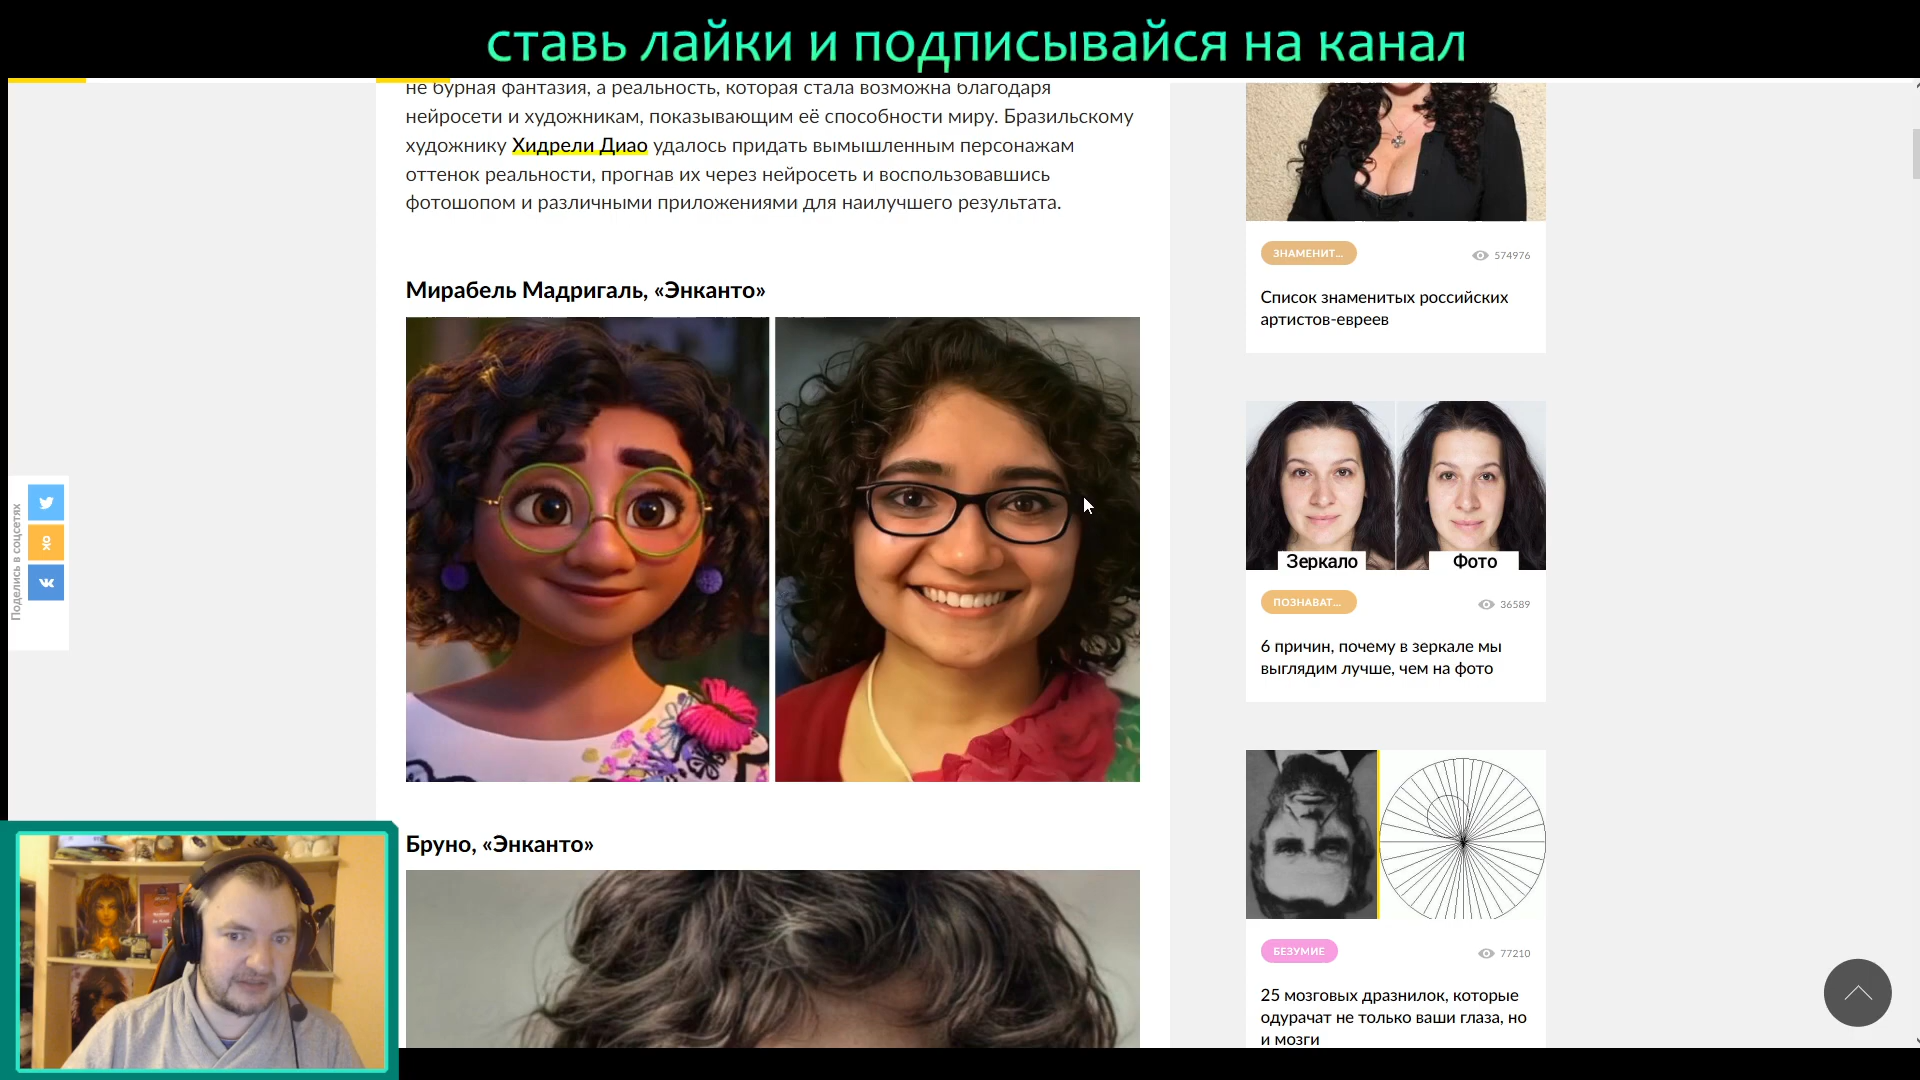 ставь лайки и подписывайся на канал
не бурная фантазия, а реальность, которая стала возможна благодаря
нейросети и художникам, показывающим её способности миру. Бразильскому
художнику Хидрели Диао удалось придать вымышленным персонажам
оттенок реальности, прогнав их через нейросеть и воспользовавшись
фотошопом и различными приложениями для наилучшего результата.
Мирабель Мадригаль, «Энканто»
Бруно, «Энканто»
Поделись в соцсетях
ЗНАМЕНИТ...
574976
Список знаменитых российских
артистов-евреев
Зеркало
Фото
ПОЗНАВАТ...
36589
6 причин, почему в зеркале мы
выглядим лучше, чем на фото
БЕЗУМИЕ
77210
25 мозговых дразнилок, которые
одурачат не только ваши глаза, но
и мозги